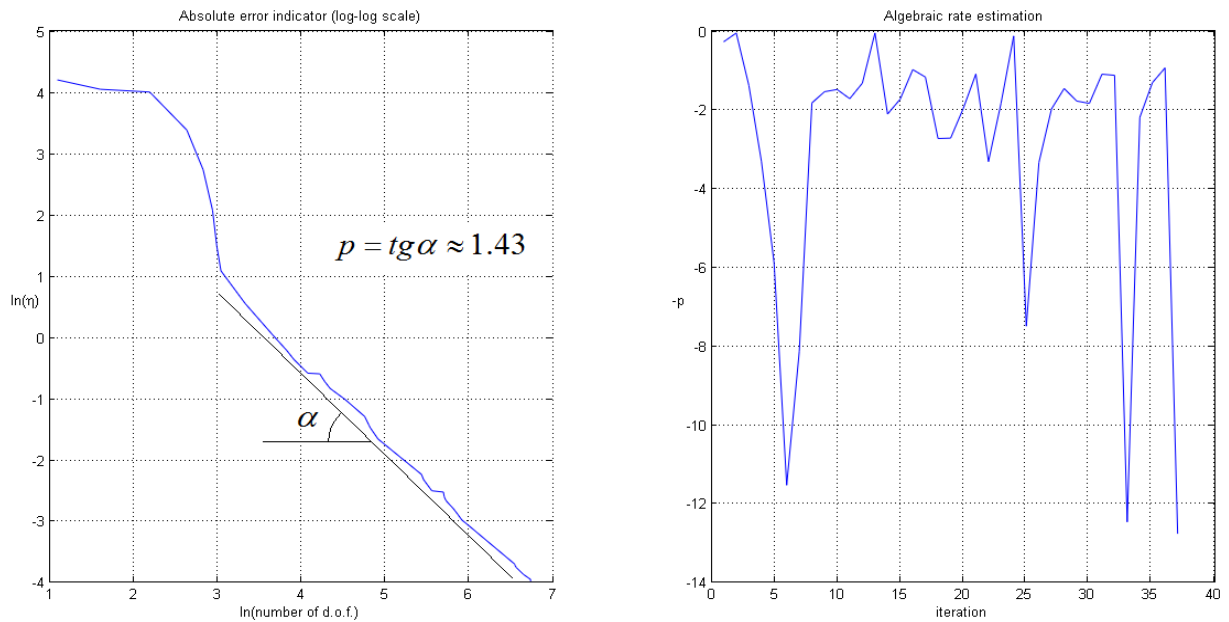 Absolute error indicator (log-log scale)
5
4
3
2
1
0
-1
-2
-3
-4
ln(η)
p = tgα ≈ 1.43
α
1 2 3 4 5 6 7
ln(number of d.o.f.)
Algebraic rate estimation
0
-2
-4
-6
-8
-10
-12
-14
-p
0 5 10 15 20 25 30 35 40
iteration